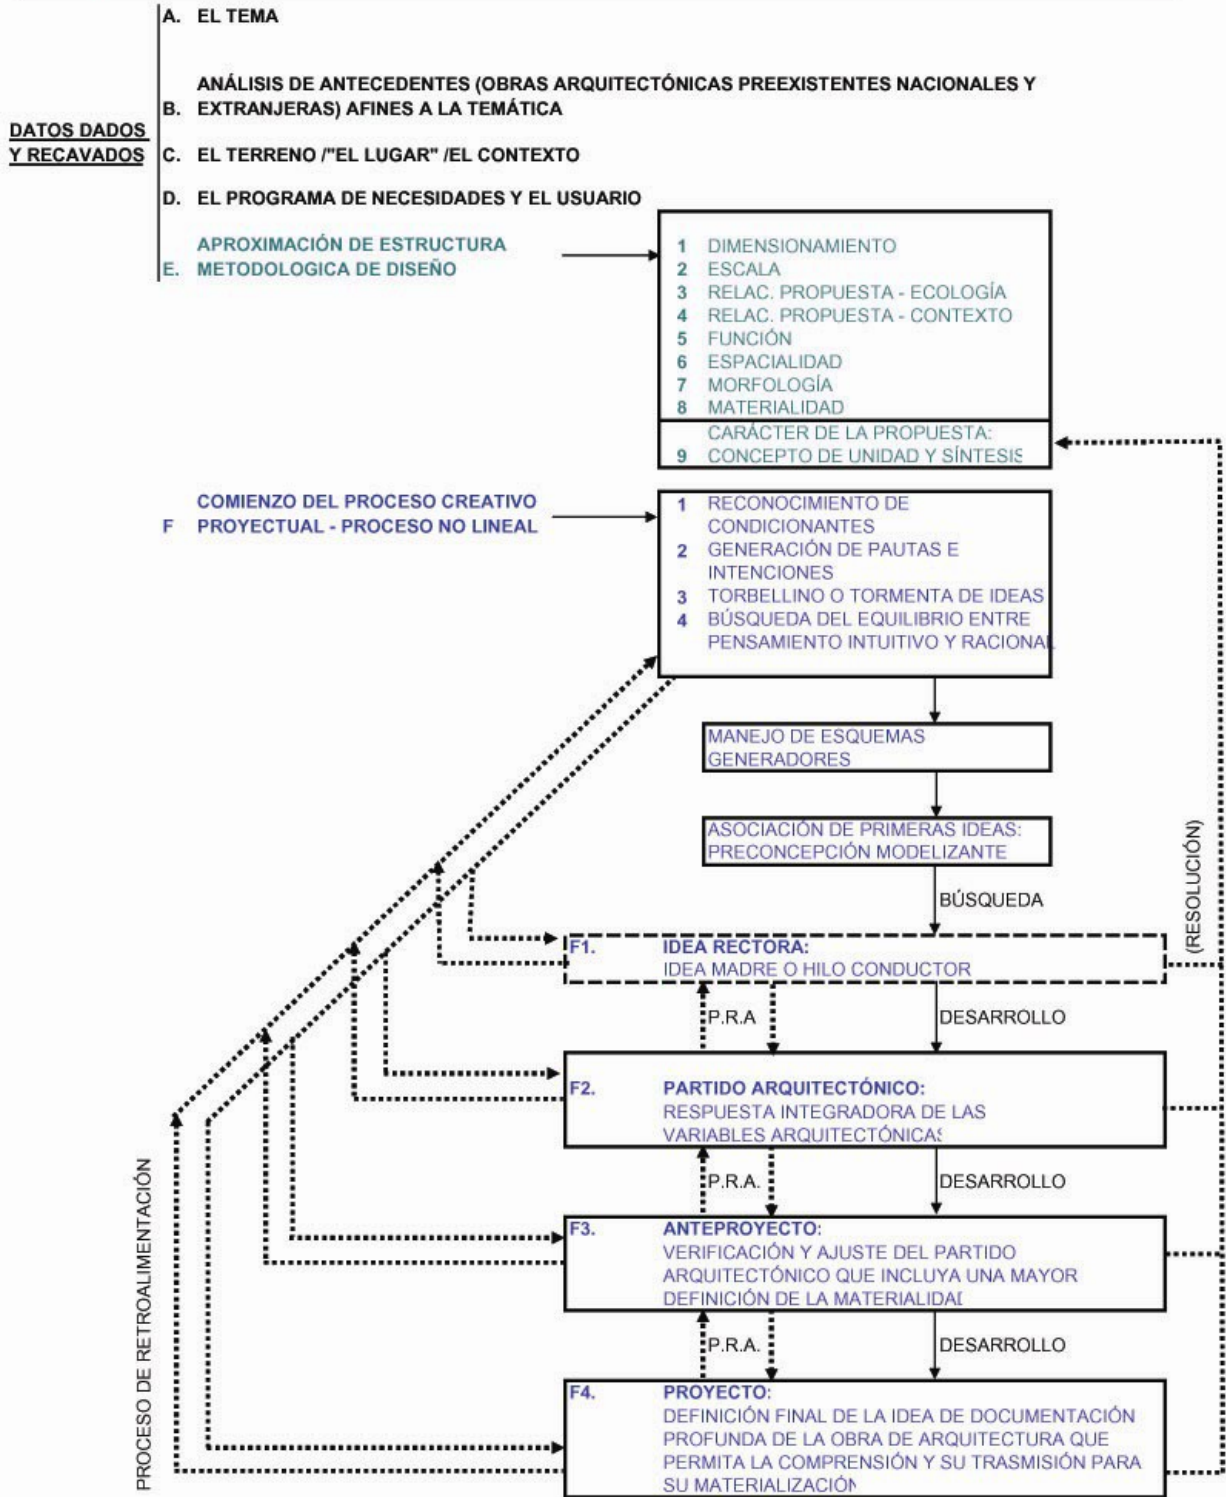 A. EL TEMA
ANÁLISIS DE ANTECEDENTES (OBRAS ARQUITECTÓNICAS PREEXISTENTES NACIONALES Y
B. EXTRANJERAS) AFINES A LA TEMÁTICA
DATOS DADOS
Y RECAVADOS
C. EL TERRENO /"EL LUGAR" /EL CONTEXTO
D. EL PROGRAMA DE NECESIDADES Y EL USUARIO
APROXIMACIÓN DE ESTRUCTURA
E. METODOLOGICA DE DISEÑO
1 DIMENSIONAMIENTO
2 ESCALA
3 RELAC. PROPUESTA - ECOLOGÍA
4 RELAC. PROPUESTA - CONTEXTO
5 FUNCIÓN
6 ESPACIALIDAD
7 MORFOLOGÍA
8 MATERIALIDAD
CARÁCTER DE LA PROPUESTA:
9 CONCEPTO DE UNIDAD Y SÍNTESIS
COMIENZO DEL PROCESO CREATIVO
F PROYECTUAL - PROCESO NO LINEAL
1 RECONOCIMIENTO DE
CONDICIONANTES
2 GENERACIÓN DE PAUTAS E
INTENCIONES
3 TORBELLINO O TORMENTA DE IDEAS
4 BÚSQUEDA DEL EQUILIBRIO ENTRE
PENSAMIENTO INTUITIVO Y RACIONAL
MANEJO DE ESQUEMAS
GENERADORES
ASOCIACIÓN DE PRIMERAS IDEAS:
PRECONCEPCIÓN MODELIZANTE
BÚSQUEDA
(RESOLUCIÓN)
F1. IDEA RECTORA:
IDEA MADRE O HILO CONDUCTOR
P.R.A DESARROLLO
F2. PARTIDO ARQUITECTÓNICO:
RESPUESTA INTEGRADORA DE LAS
VARIABLES ARQUITECTÓNICAS
P.R.A. DESARROLLO
F3. ANTEPROYECTO:
VERIFICACIÓN Y AJUSTE DEL PARTIDO
ARQUITECTÓNICO QUE INCLUYA UNA MAYOR
DEFINICIÓN DE LA MATERIALIDAD
P.R.A. DESARROLLO
F4. PROYECTO:
DEFINICIÓN FINAL DE LA IDEA DE DOCUMENTACIÓN
PROFUNDA DE LA OBRA DE ARQUITECTURA QUE
PERMITA LA COMPRENSIÓN Y SU TRASMISIÓN PARA
SU MATERIALIZACIÓN
PROCESO DE RETROALIMENTACIÓN